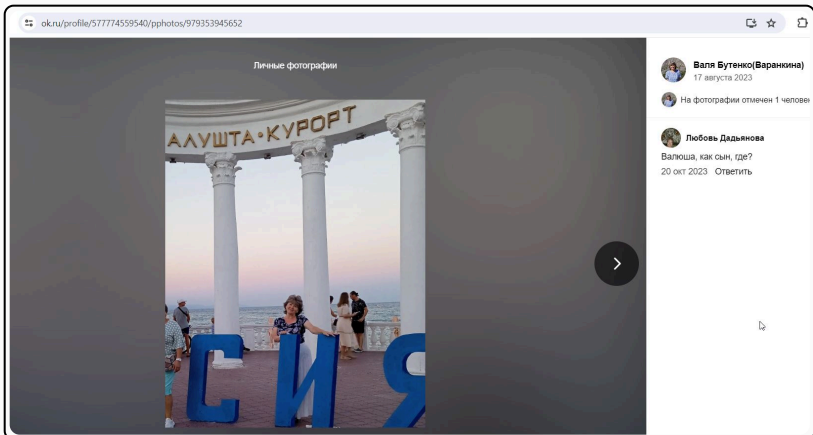 ok.ru/profile/577774559540/pphotos/979353945652
Личные фотографии
АЛУШТА•КУРОРТ
СИЯ
Валя Бутенко(Варанкина)
17 августа 2023
На фотографии отмечен 1 человек
Любовь Дадьянова
Валюша, как сын, где?
20 окт 2023 Ответить